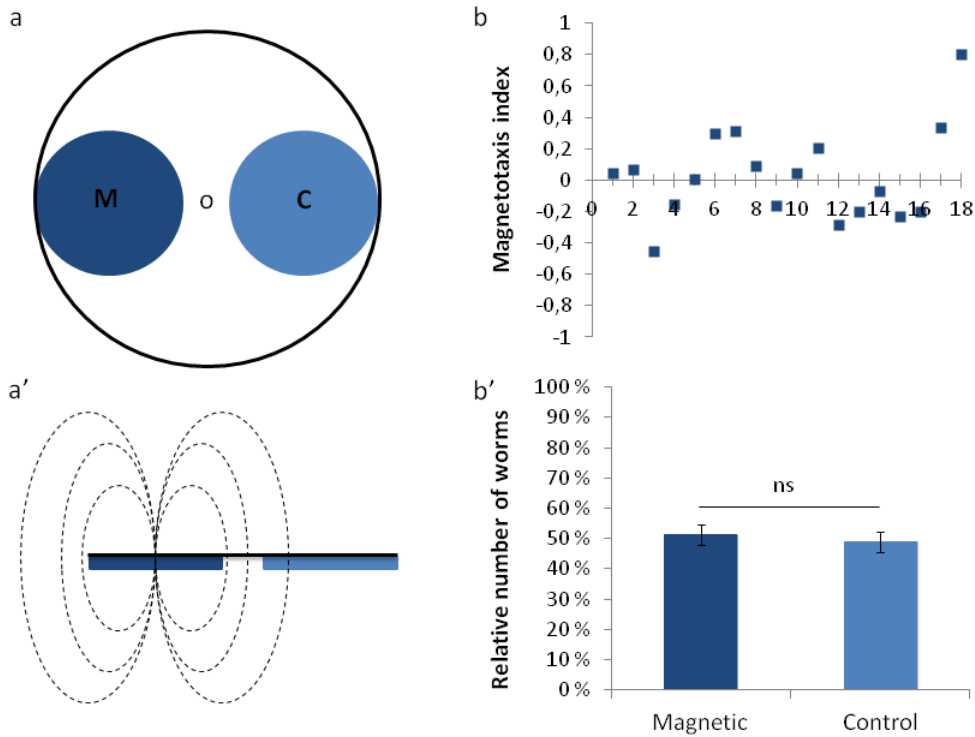 a
M
o
C
b
Magnetotaxis index
1
0,8
0,6
0,4
0,2
0
-0,2
-0,4
-0,6
-0,8
-1
0 2 4 6 8 10 12 14 16 18
a'
b'
Relative number of worms
100 %
90 %
80 %
70 %
60 %
50 %
40 %
30 %
20 %
10 %
0 %
ns
Magnetic Control